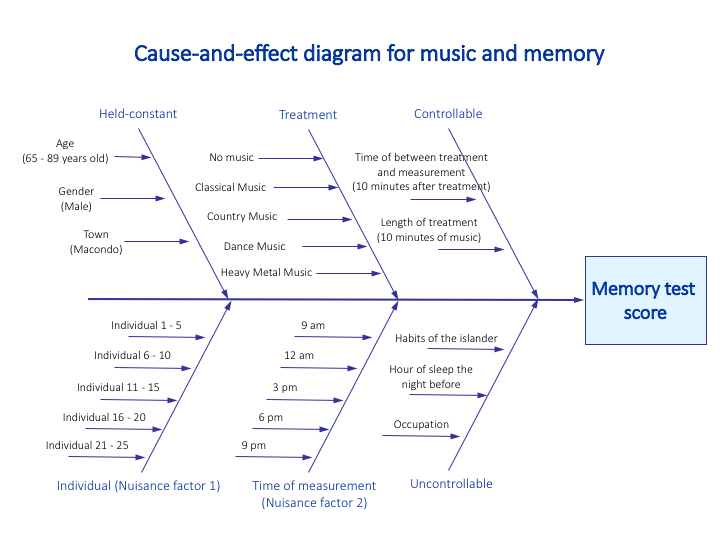 Cause-and-effect diagram for music and memory
Held-constant
Treatment
Controllable
Age
(65 - 89 years old)
Gender
(Male)
Town
(Macondo)
No music
Classical Music
Country Music
Dance Music
Heavy Metal Music
Time of between treatment
and measurement
(10 minutes after treatment)
Length of treatment
(10 minutes of music)
Memory test
score
Individual 1 - 5
Individual 6 - 10
Individual 11 - 15
Individual 16 - 20
Individual 21 - 25
Individual (Nuisance factor 1)
9 am
12 am
3 pm
6 pm
9 pm
Time of measurement
(Nuisance factor 2)
Habits of the islander
Hour of sleep the
night before
Occupation
Uncontrollable